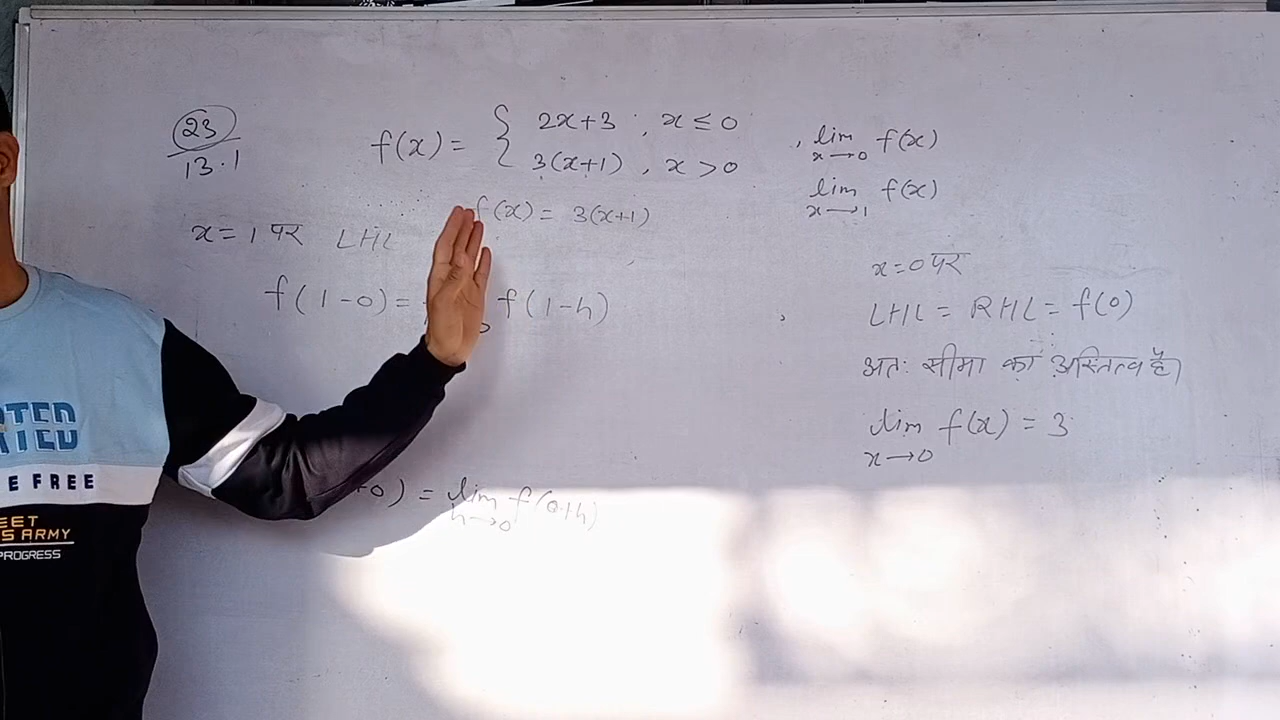 23
13.1
f(x) = { 2x+3 , x ≤ 0
3(x+1) , x > 0
, lim x→0 f(x)
lim x→1 f(x)
f(x) = 3(x+1)
x=1 पर LHL
f(1-0) = f(1-h)
+0) = lim h→0 f(0+h)
x=0 पर
LHL = RHL = f(0)
अतः सीमा का अस्तित्व है।
lim x→0 f(x) = 3
E FREE
S ARMY
PROGRESS